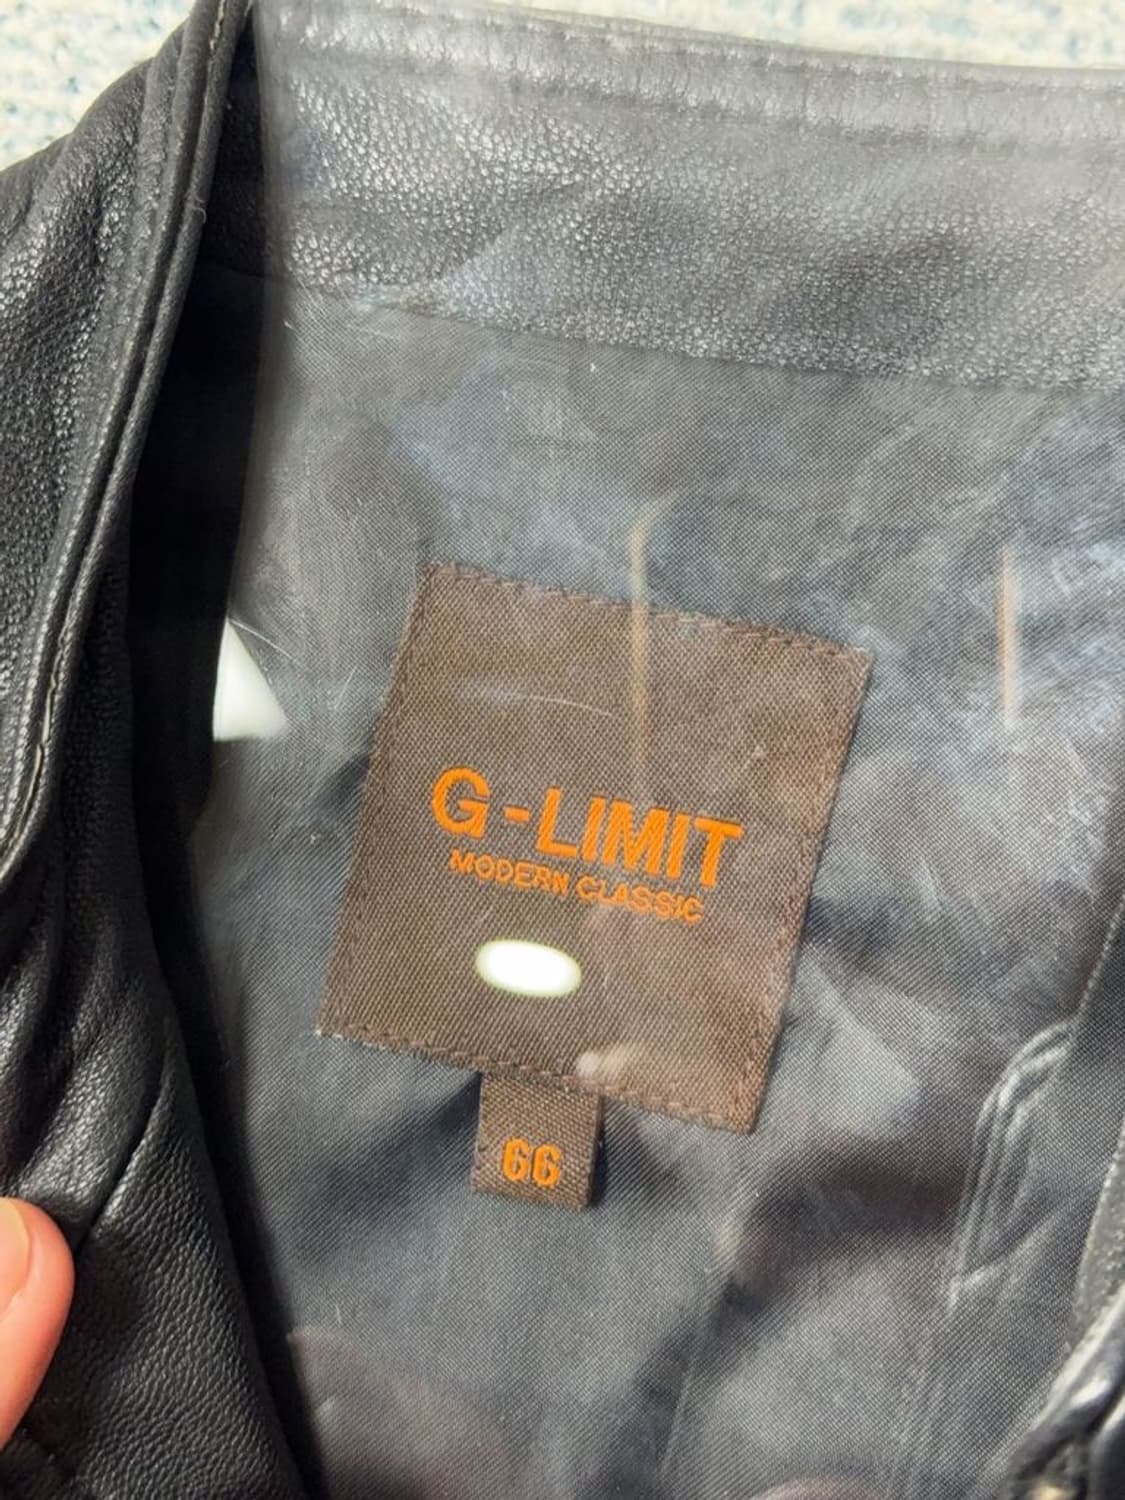 G-LIMIT
MODERN CLASSIC
66